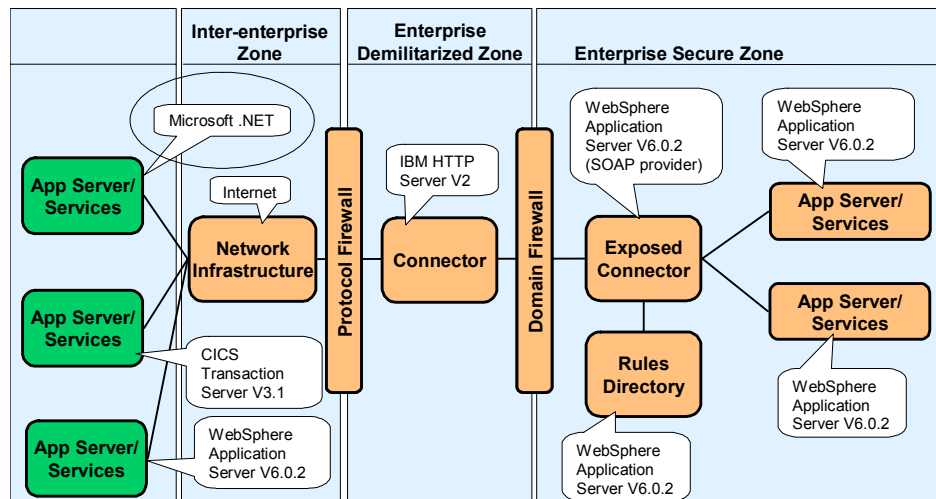 Inter-enterprise
Zone
Enterprise
Demilitarized Zone
Enterprise Secure Zone
Microsoft .NET
App Server/
Services
Internet
Network
Infrastructure
App Server/
Services
CICS
Transaction
Server V3.1
App Server/
Services
WebSphere
Application
Server V6.0.2
Protocol Firewall
IBM HTTP
Server V2
Connector
Domain Firewall
WebSphere
Application
Server V6.0.2
(SOAP provider)
Exposed
Connector
Rules
Directory
WebSphere
Application
Server V6.0.2
WebSphere
Application
Server V6.0.2
App Server/
Services
App Server/
Services
WebSphere
Application
Server V6.0.2